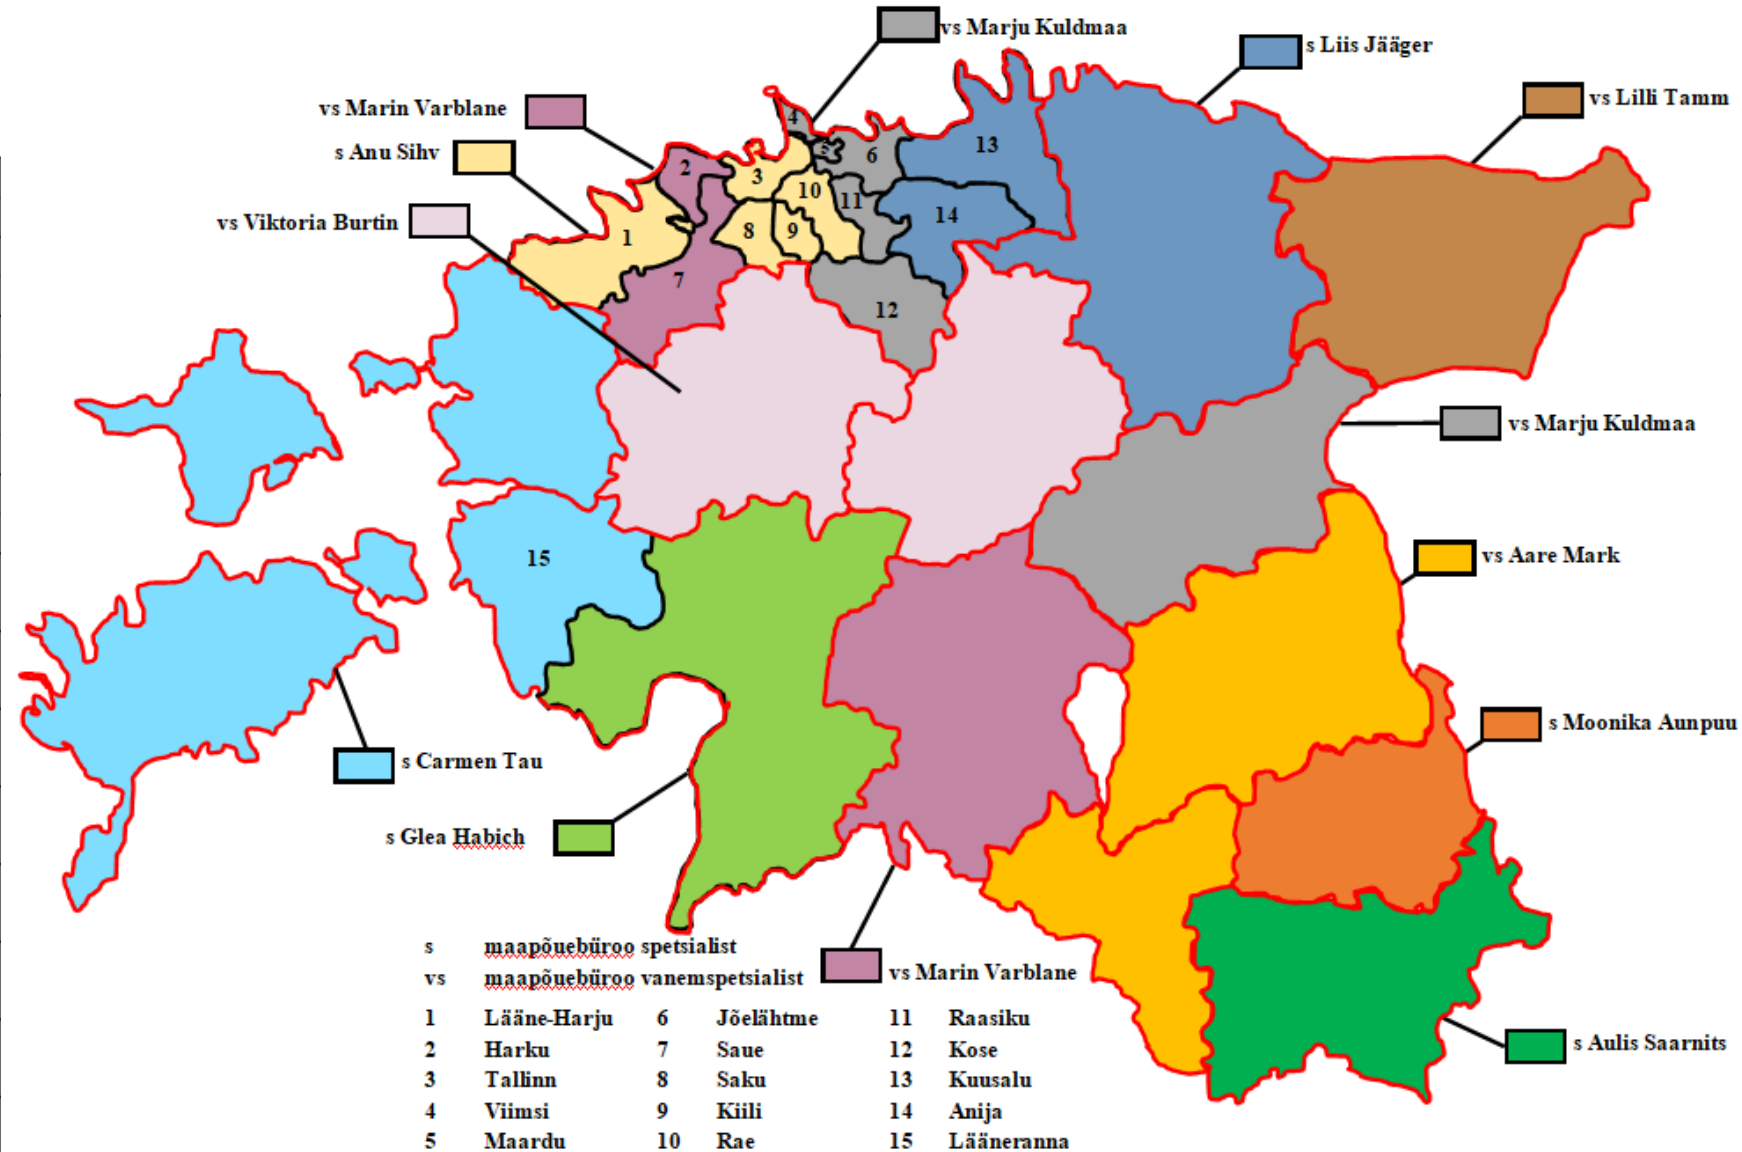 vs Marju Kuldmaa
s Liis Jääger
vs Lilli Tamm
vs Marin Varblane
s Anu Sihv
vs Viktoria Burtin
4
5
6
13
2
3
10
11
14
1
8
9
7
12
vs Marju Kuldmaa
15
vs Aare Mark
s Moonika Aunpuu
s Carmen Tau
s Glea Habich
s maapõuebüroo spetsialist
vs maapõuebüroo vanemspetsialist
vs Marin Varblane
s Aulis Saarnits
1 Lääne-Harju 6 Jõelähtme 11 Raasiku
2 Harku 7 Saue 12 Kose
3 Tallinn 8 Saku 13 Kuusalu
4 Viimsi 9 Kiili 14 Anija
5 Maardu 10 Rae 15 Lääneranna